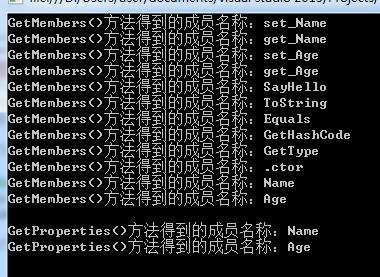 GetMembers()方法得到的成员名称：set_Name
GetMembers()方法得到的成员名称：get_Name
GetMembers()方法得到的成员名称：set_Age
GetMembers()方法得到的成员名称：get_Age
GetMembers()方法得到的成员名称：SayHello
GetMembers()方法得到的成员名称：ToString
GetMembers()方法得到的成员名称：Equals
GetMembers()方法得到的成员名称：GetHashCode
GetMembers()方法得到的成员名称：GetType
GetMembers()方法得到的成员名称：.ctor
GetMembers()方法得到的成员名称：Name
GetMembers()方法得到的成员名称：Age
GetProperties()方法得到的成员名称：Name
GetProperties()方法得到的成员名称：Age